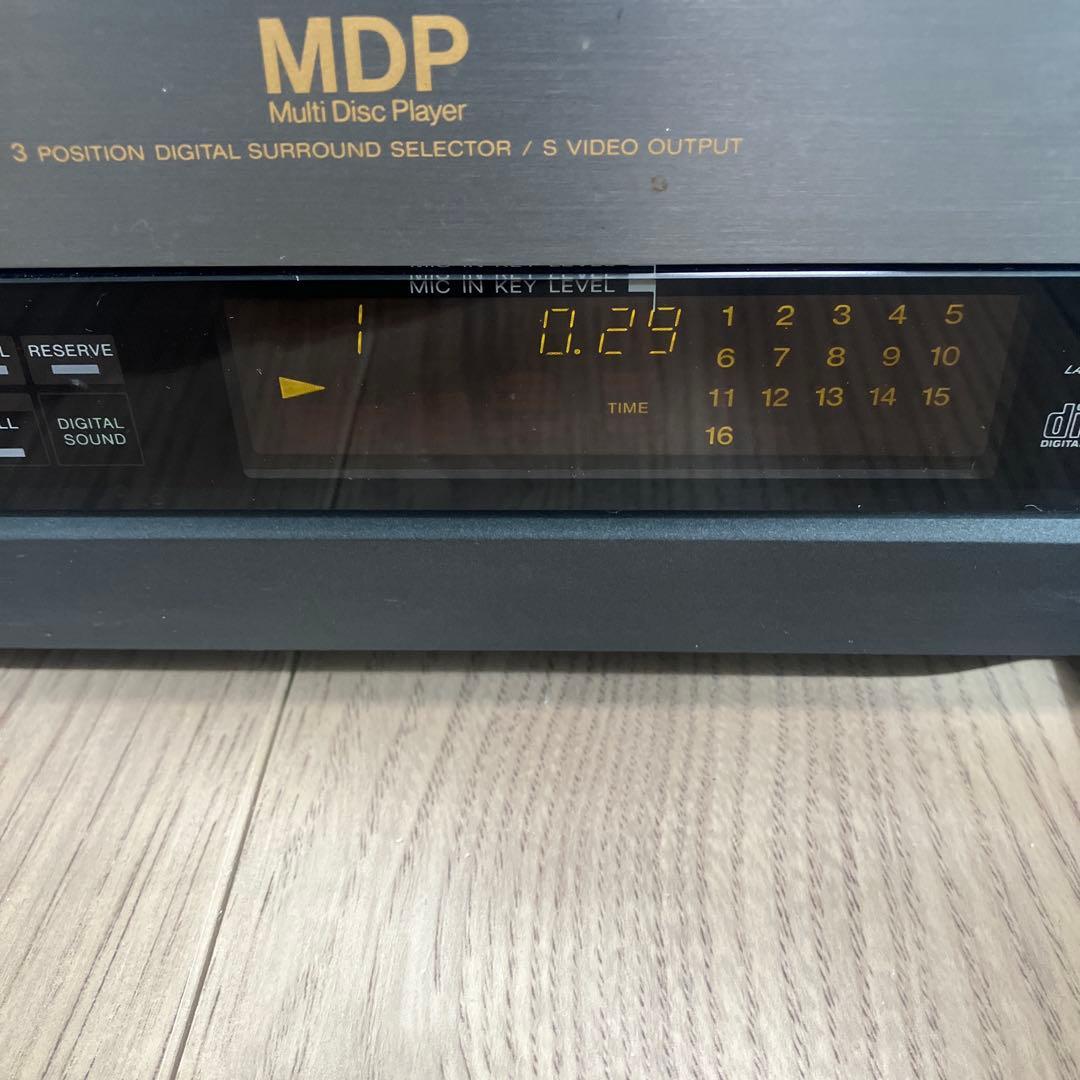 MDP
Multi Disc Player
3 POSITION DIGITAL SURROUND SELECTOR / S VIDEO OUTPUT
MIC IN KEY LEVEL
1 0.29
1 2 3 4 5
RESERVE
6 7 8 9 10
TIME
11 12 13 14 15
DIGITAL
SOUND
16